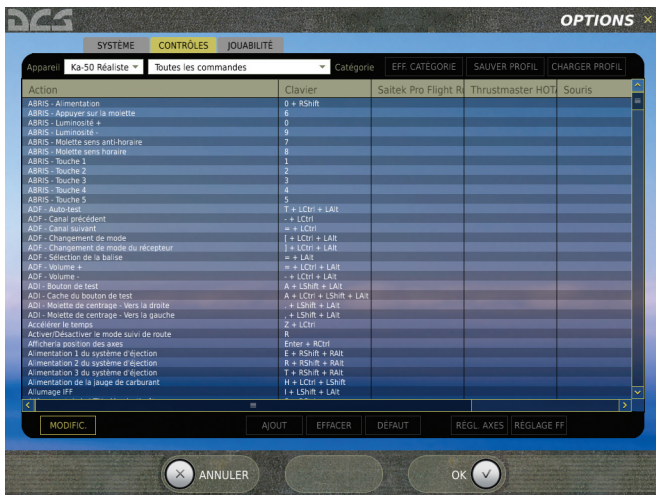 DCS OPTIONS ×
SYSTÈME CONTRÔLES JOUABILITÉ
Appareil Ka-50 Réaliste Toutes les commandes Catégorie EFF. CATÉGORIE SAUVER PROFIL CHARGER PROFIL
Action Clavier Saitek Pro Flight Ru Thrustmaster HOTA Souris
ABRIS - Alimentation 0 + RShift
ABRIS - Appuyer sur la molette 6
ABRIS - Luminosité + 0
ABRIS - Luminosité - 9
ABRIS - Molette sens anti-horaire 7
ABRIS - Molette sens horaire 8
ABRIS - Touche 1 1
ABRIS - Touche 2 2
ABRIS - Touche 3 3
ABRIS - Touche 4 4
ABRIS - Touche 5 5
ADF - Auto-test T + LCtrl + LAlt
ADF - Canal précédent - + LCtrl
ADF - Canal suivant = + LCtrl
ADF - Changement de mode [ + LCtrl + LAlt
ADF - Changement de mode du récepteur ] + LCtrl + LAlt
ADF - Sélection de la balise = + LAlt
ADF - Volume + = + LCtrl + LAlt
ADF - Volume - - + LCtrl + LAlt
ADI - Bouton de test A + LShift + LAlt
ADI - Cache du bouton de test A + LCtrl + LShift + LAlt
ADI - Molette de centrage - Vers la droite . + LShift + LAlt
ADI - Molette de centrage - Vers la gauche , + LShift + LAlt
Accélérer le temps Z + LCtrl
Activer/Désactiver le mode suivi de route R
Afficherla position des axes Enter + RCtrl
Alimentation 1 du système d'éjection E + RShift + RAlt
Alimentation 2 du système d'éjection R + RShift + RAlt
Alimentation 3 du système d'éjection T + RShift + RAlt
Alimentation de la jauge de carburant H + LCtrl + LShift
Allumage IFF I + LShift + LAlt
MODIFIC. AJOUT EFFACER DEFAUT RÉGL. AXES RÉGLAGE FF
ANNULER OK